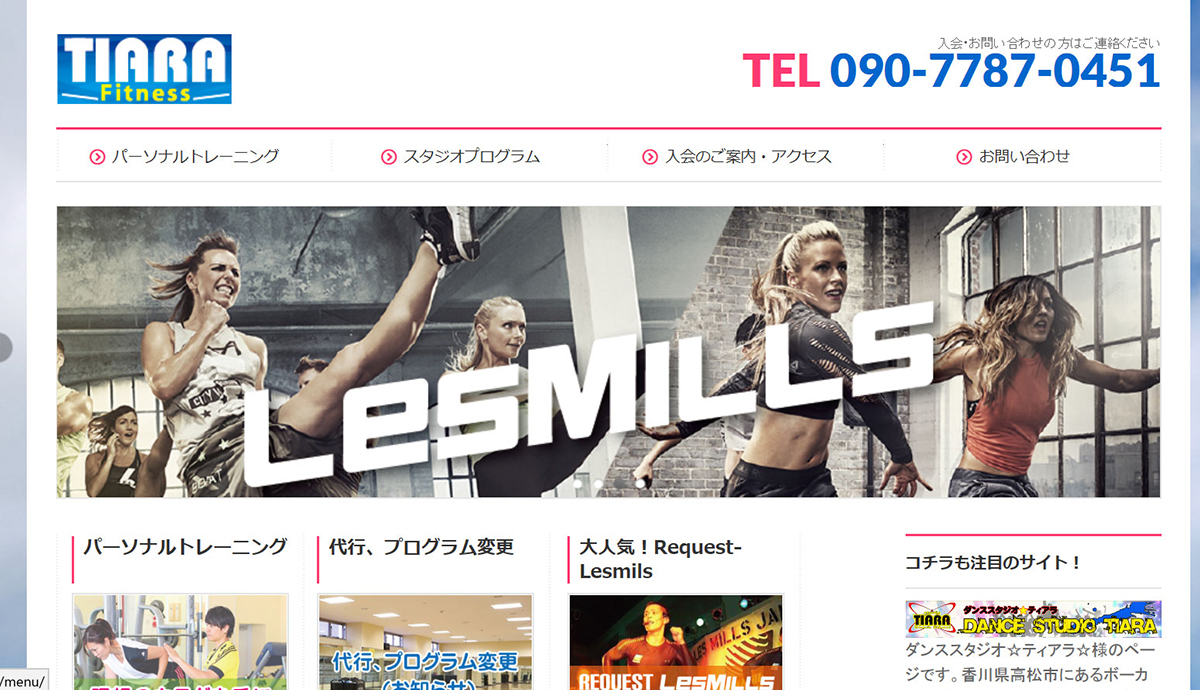 TIARA
Fitness
入会・お問い合わせの方はご連絡ください
TEL 090-7787-0451
パーソナルトレーニング
スタジオプログラム
入会のご案内・アクセス
お問い合わせ
LesMILLS
パーソナルトレーニング
代行、プログラム変更
大人気！Request-
Lesmils
コチラも注目のサイト！
代行、プログラム変更
(お知らせ)
LES MILLS JA
REQUEST LesMILLS
TIARA
ダンススタジオ★ティアラ
DANCE STUDIO TIARA
ダンススタジオ☆ティアラ☆様のペー
ジです。香川県高松市にあるボーカ
/menu/